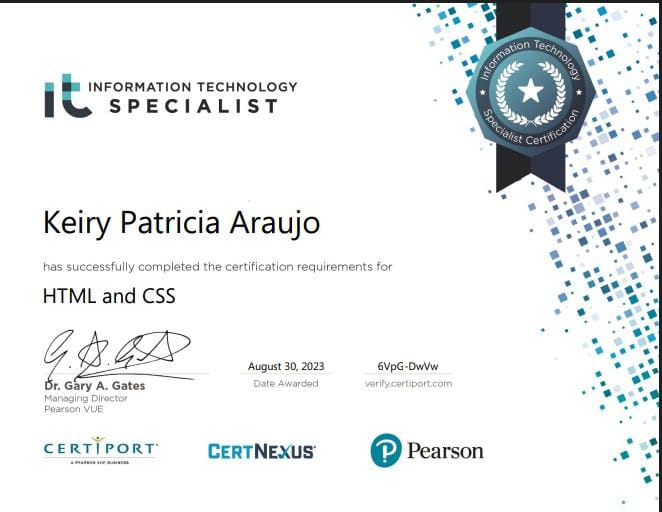 it INFORMATION TECHNOLOGY
SPECIALIST
Information Technology
Specialist Certification
Keiry Patricia Araujo
has successfully completed the certification requirements for
HTML and CSS
Dr. Gary A. Gates
Managing Director
Pearson VUE
August 30, 2023
Date Awarded
6VpG-DwVw
verify.certiport.com
CERTIPORT
A PEARSON VUE BUSINESS
CERTNEXUS
P Pearson